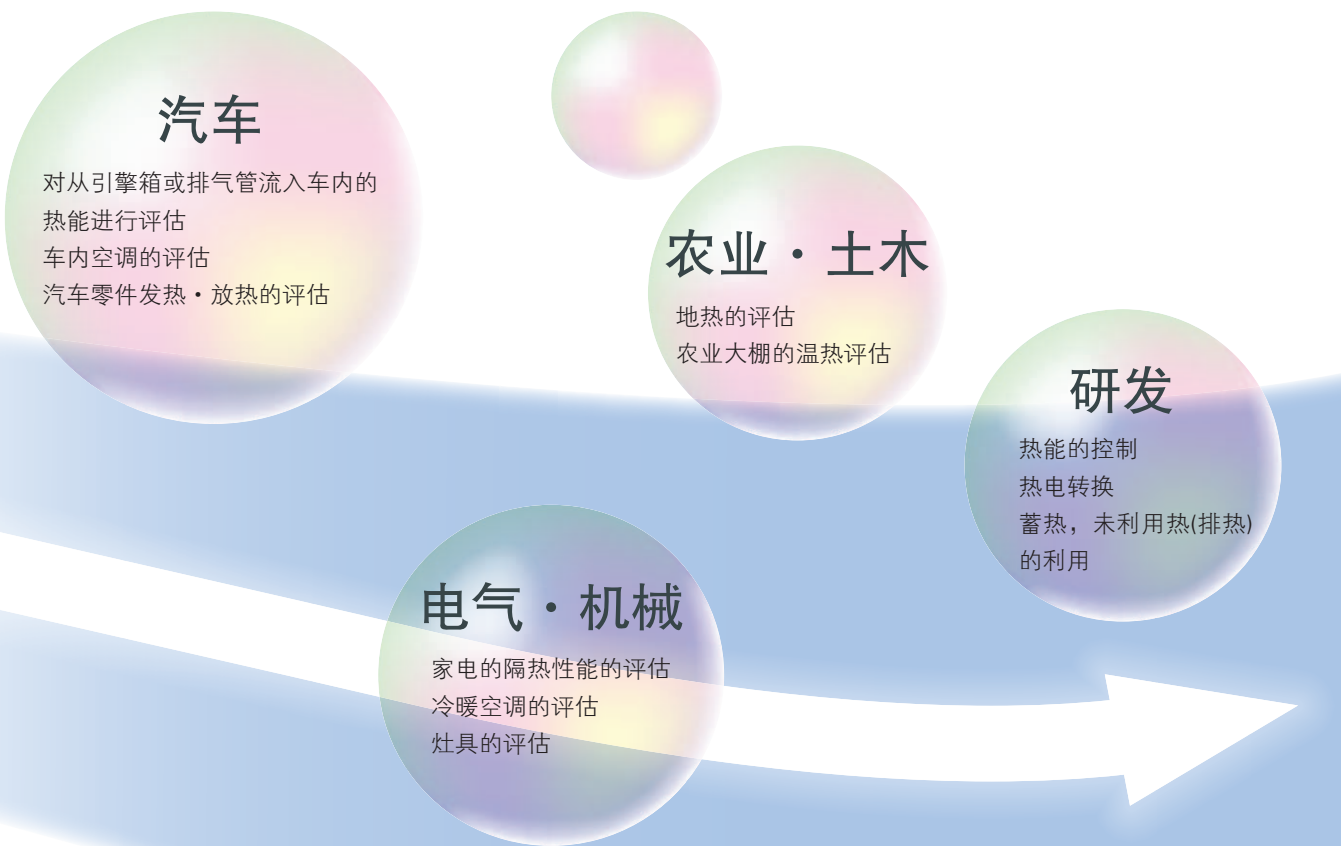 汽车
对从引擎箱或排气管流入车内的
热能进行评估
车内空调的评估
汽车零件发热・放热的评估
农业・土木
地热的评估
农业大棚的温热评估
研发
热能的控制
热电转换
蓄热，未利用热(排热)
的利用
电气・机械
家电的隔热性能的评估
冷暖空调的评估
灶具的评估